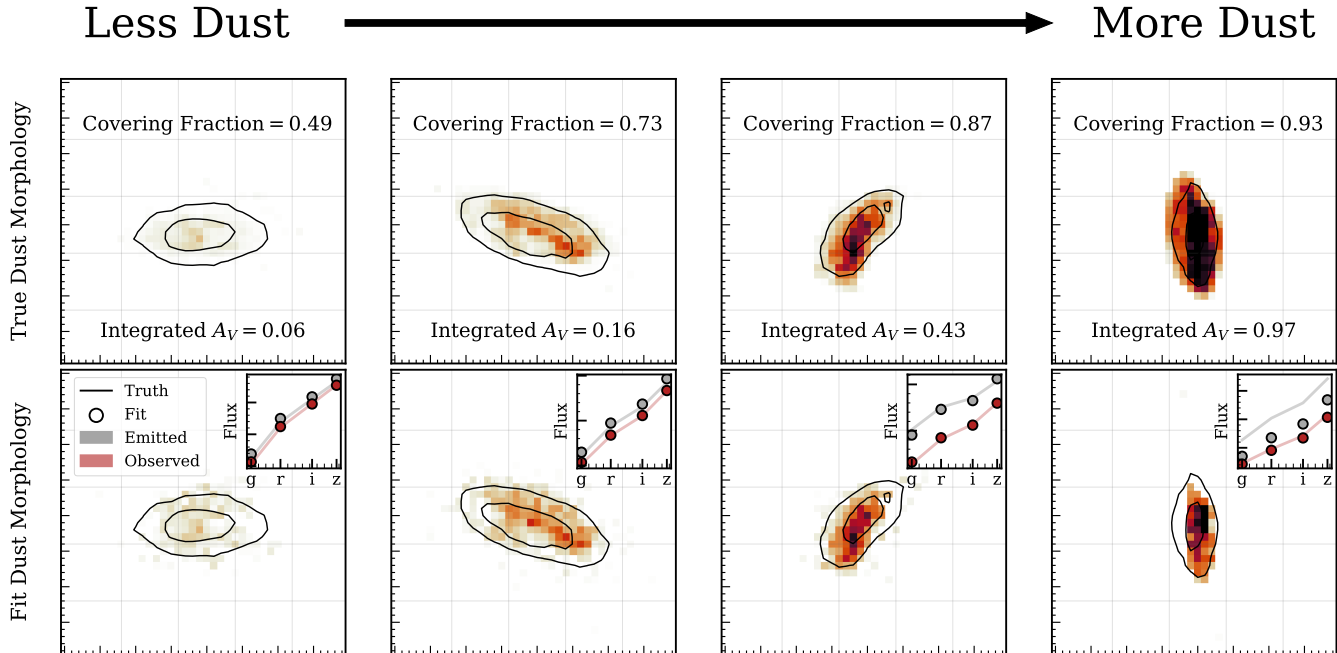 Less Dust
More Dust
True Dust Morphology
Covering Fraction = 0.49
Integrated A_V = 0.06
Covering Fraction = 0.73
Integrated A_V = 0.16
Covering Fraction = 0.87
Integrated A_V = 0.43
Covering Fraction = 0.93
Integrated A_V = 0.97
Fit Dust Morphology
Truth
Fit
Emitted
Observed
Flux
g r i z
Flux
g r i z
Flux
g r i z
Flux
g r i z